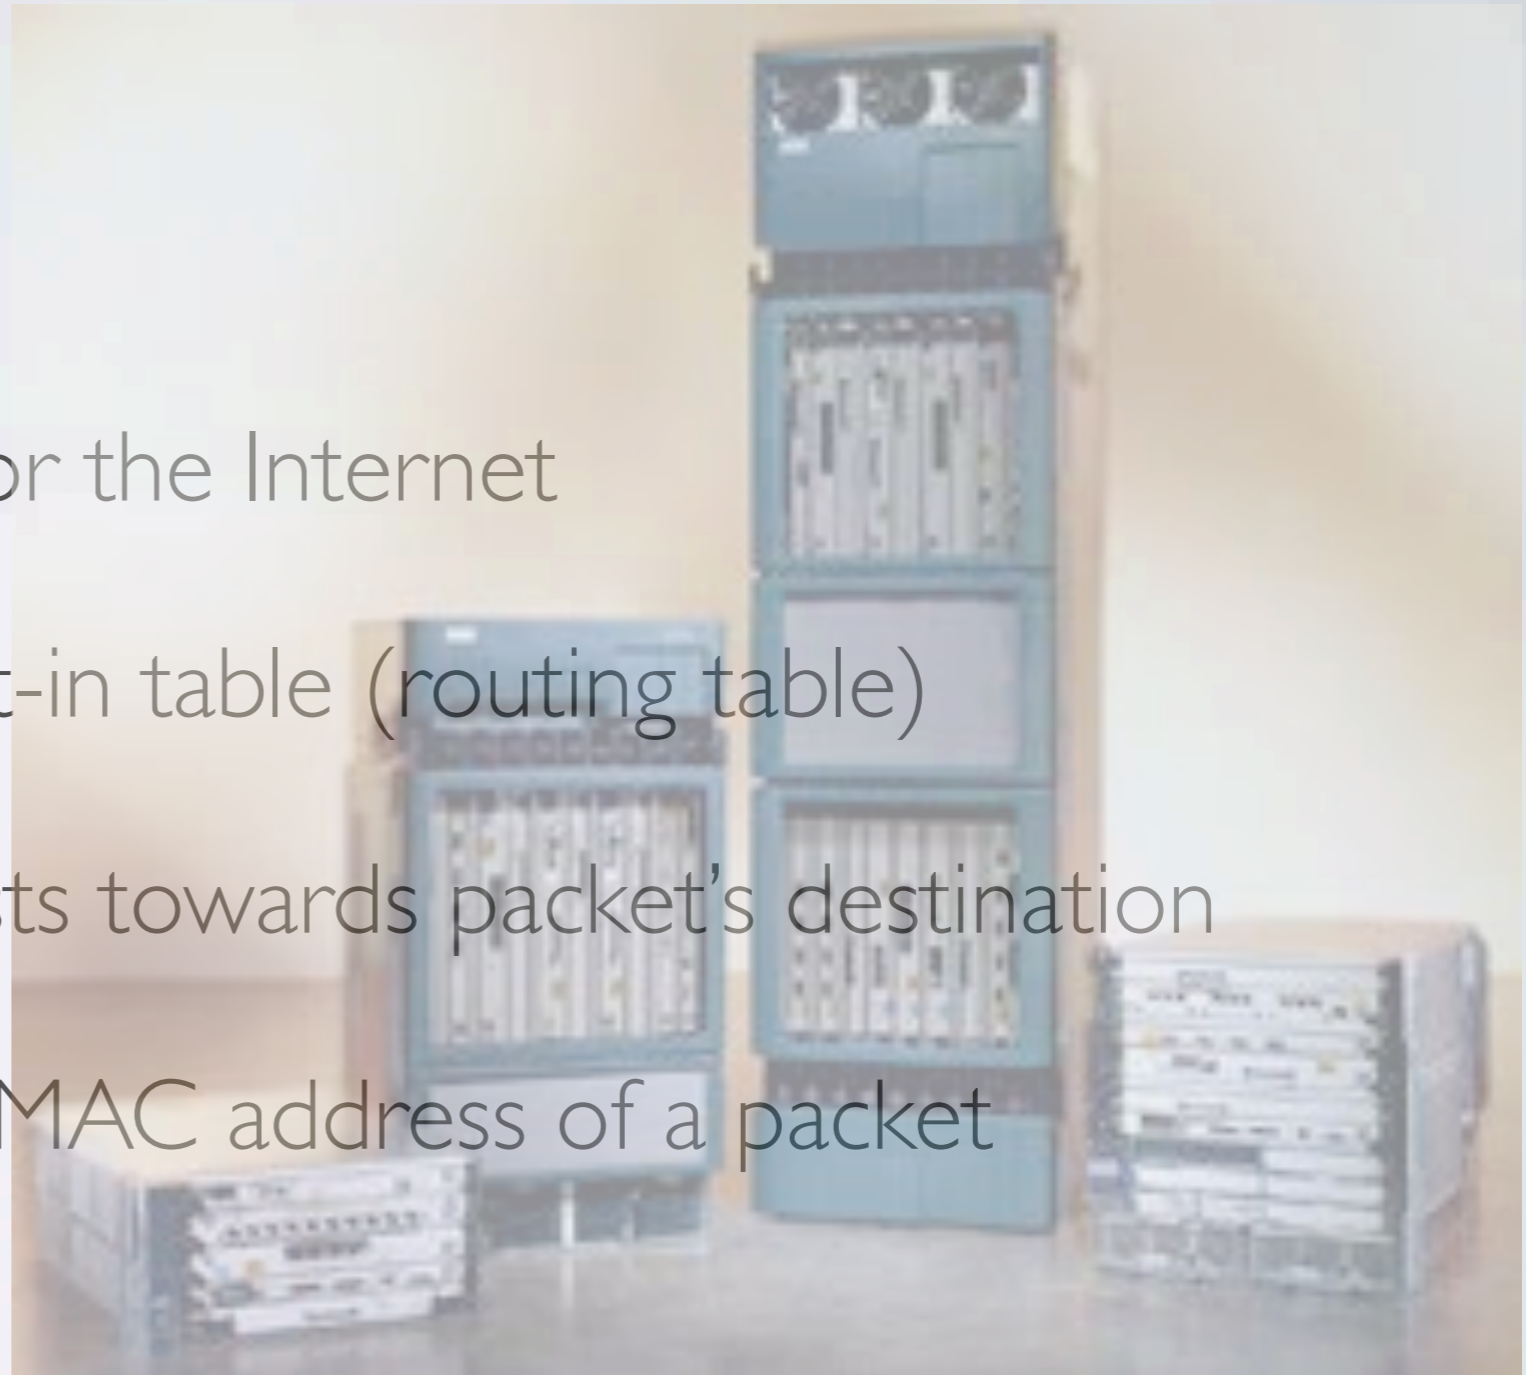 or the Internet
t-in table (routing table)
ts towards packet’s destination
MAC address of a packet